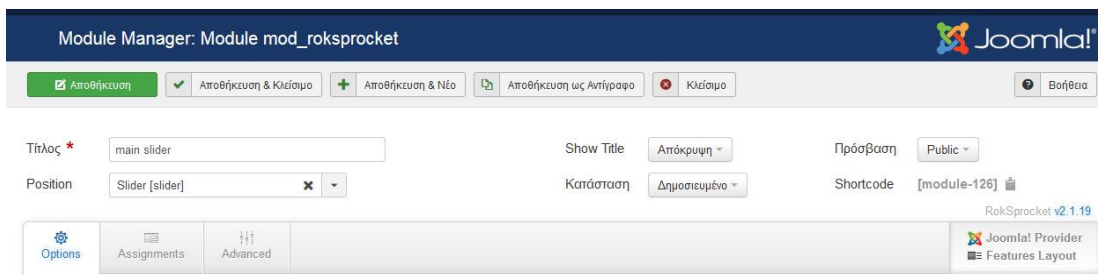 Module Manager: Module mod_roksprocket
Joomla!®
Αποθήκευση Αποθήκευση & Κλείσιμο Αποθήκευση & Νέο Αποθήκευση ως Αντίγραφο Κλείσιμο Βοήθεια
Τίτλος * main slider Show Title Απόκρυψη Πρόσβαση Public
Position Slider [slider] Κατάσταση Δημοσιευμένο Shortcode [module-126]
RokSprocket v2.1.19
Options Assignments Advanced
Joomla! Provider
Features Layout